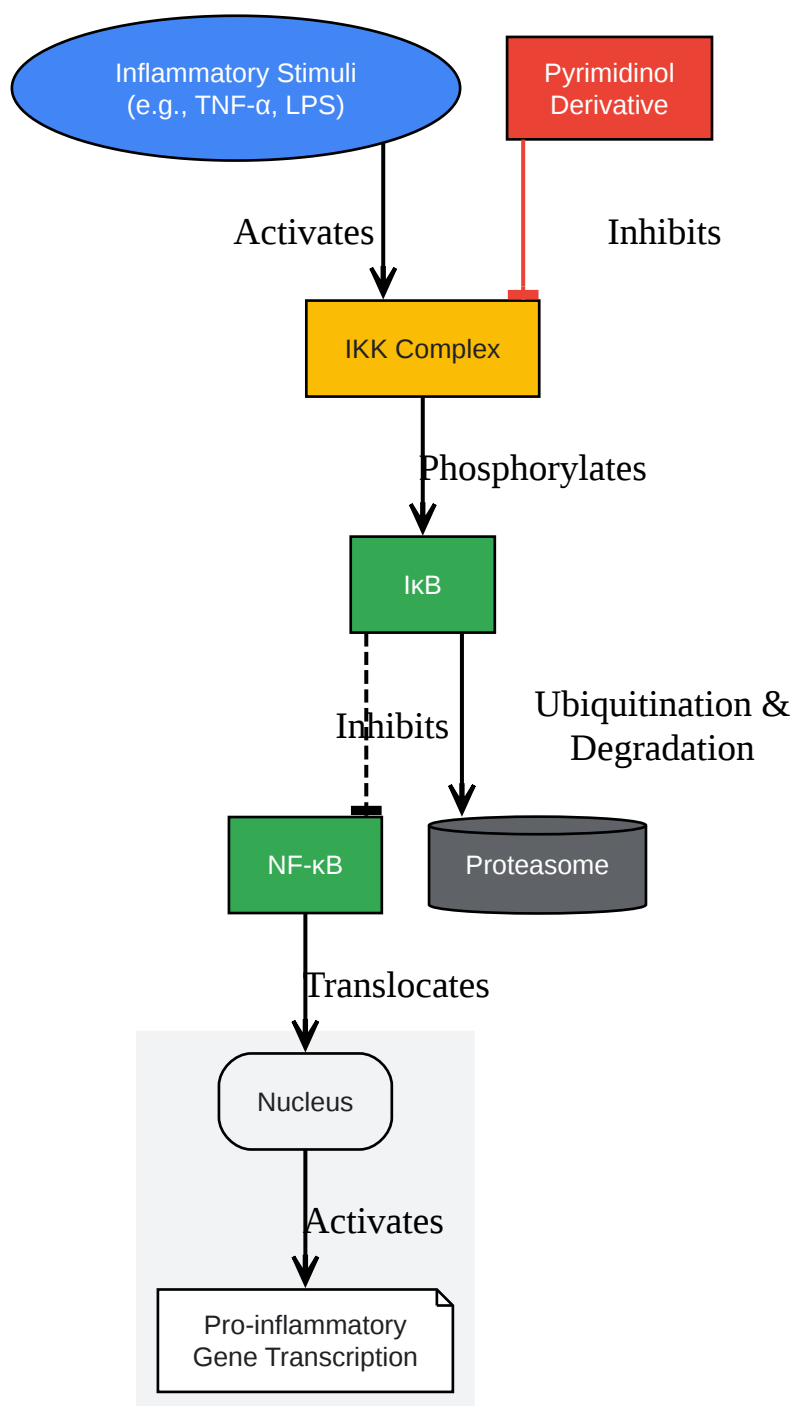 Inflammatory Stimuli
(e.g., TNF-α, LPS)
Pyrimidinol
Derivative
Activates
Inhibits
IKK Complex
Phosphorylates
IκB
Inhibits
Ubiquitination &
Degradation
NF-κB
Proteasome
Translocates
Nucleus
Activates
Pro-inflammatory
Gene Transcription